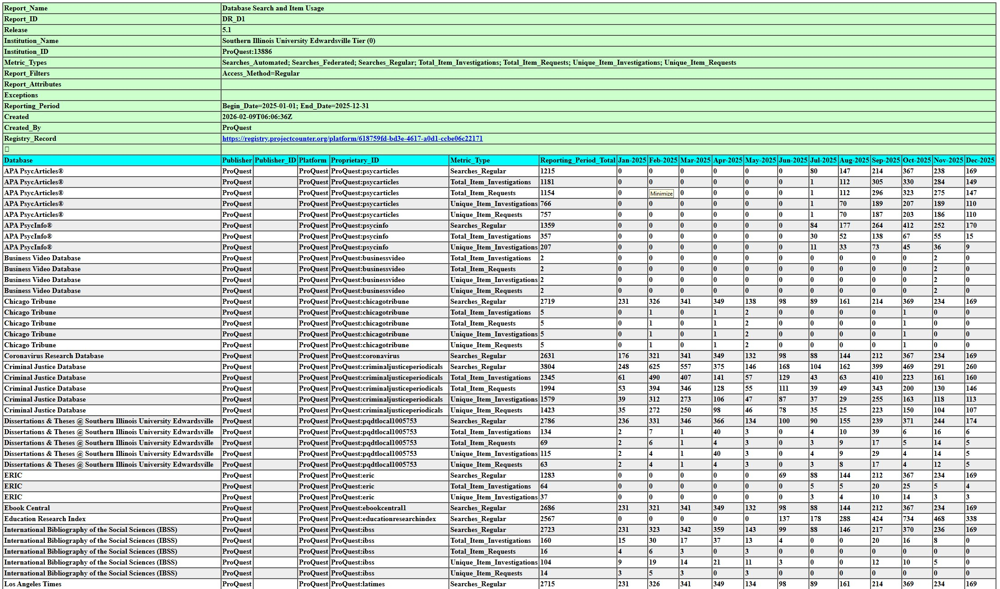 Report_Name Database Search and Item Usage
Report_ID DR_D1
Release 5.1
Institution_Name Southern Illinois University Edwardsville Tier (0)
Institution_ID ProQuest:13886
Metric_Types Searches_Automated; Searches_Federated; Searches_Regular; Total_Item_Investigations; Total_Item_Requests; Unique_Item_Investigations; Unique_Item_Requests
Report_Filters Access_Method=Regular
Report_Attributes
Exceptions
Reporting_Period Begin_Date=2025-01-01; End_Date=2025-12-31
Created 2026-02-09T06:06:36Z
Created_By ProQuest
Registry_Record https://registry.projectcounter.org/platform/618759fd-bd3e-4617-a0d1-ccbe06c22171
Database Publisher Publisher_ID Platform Proprietary_ID Metric_Type Reporting_Period_Total Jan-2025 Feb-2025 Mar-2025 Apr-2025 May-2025 Jun-2025 Jul-2025 Aug-2025 Sep-2025 Oct-2025 Nov-2025 Dec-2025
APA PsycArticles® ProQuest ProQuest ProQuest:psycarticles Searches_Regular 1215 0 0 0 0 0 0 80 147 214 367 238 169
APA PsycArticles® ProQuest ProQuest ProQuest:psycarticles Total_Item_Investigations 1181 0 0 0 0 0 0 1 112 305 330 284 149
APA PsycArticles® ProQuest ProQuest ProQuest:psycarticles Total_Item_Requests 1154 0 Minimize 0 0 0 0 1 112 296 323 275 147
APA PsycArticles® ProQuest ProQuest ProQuest:psycarticles Unique_Item_Investigations 766 0 0 0 0 0 0 1 70 189 207 189 110
APA PsycArticles® ProQuest ProQuest ProQuest:psycarticles Unique_Item_Requests 757 0 0 0 0 0 0 1 70 187 203 186 110
APA PsycInfo® ProQuest ProQuest ProQuest:psycinfo Searches_Regular 1359 0 0 0 0 0 0 84 177 264 412 252 170
APA PsycInfo® ProQuest ProQuest ProQuest:psycinfo Total_Item_Investigations 357 0 0 0 0 0 0 30 52 138 67 55 15
APA PsycInfo® ProQuest ProQuest ProQuest:psycinfo Unique_Item_Investigations 207 0 0 0 0 0 0 11 33 73 45 36 9
Business Video Database ProQuest ProQuest ProQuest:businessvideo Total_Item_Investigations 2 0 0 0 0 0 0 0 0 0 0 2 0
Business Video Database ProQuest ProQuest ProQuest:businessvideo Total_Item_Requests 2 0 0 0 0 0 0 0 0 0 0 2 0
Business Video Database ProQuest ProQuest ProQuest:businessvideo Unique_Item_Investigations 2 0 0 0 0 0 0 0 0 0 0 2 0
Business Video Database ProQuest ProQuest ProQuest:businessvideo Unique_Item_Requests 2 0 0 0 0 0 0 0 0 0 0 2 0
Chicago Tribune ProQuest ProQuest ProQuest:chicagotribune Searches_Regular 2719 231 326 341 349 138 98 89 161 214 369 234 169
Chicago Tribune ProQuest ProQuest ProQuest:chicagotribune Total_Item_Investigations 5 0 1 0 1 2 0 0 0 0 1 0 0
Chicago Tribune ProQuest ProQuest ProQuest:chicagotribune Total_Item_Requests 5 0 1 0 1 2 0 0 0 0 1 0 0
Chicago Tribune ProQuest ProQuest ProQuest:chicagotribune Unique_Item_Investigations 5 0 1 0 1 2 0 0 0 0 1 0 0
Chicago Tribune ProQuest ProQuest ProQuest:chicagotribune Unique_Item_Requests 5 0 1 0 1 2 0 0 0 0 1 0 0
Coronavirus Research Database ProQuest ProQuest ProQuest:coronavirus Searches_Regular 2631 176 321 341 349 132 98 88 144 212 367 234 169
Criminal Justice Database ProQuest ProQuest ProQuest:criminaljusticeperiodicals Searches_Regular 3804 248 625 557 375 146 168 104 162 399 469 291 260
Criminal Justice Database ProQuest ProQuest ProQuest:criminaljusticeperiodicals Total_Item_Investigations 2345 61 490 407 141 57 129 43 63 410 223 161 160
Criminal Justice Database ProQuest ProQuest ProQuest:criminaljusticeperiodicals Total_Item_Requests 1994 53 394 346 128 55 111 39 49 343 200 130 146
Criminal Justice Database ProQuest ProQuest ProQuest:criminaljusticeperiodicals Unique_Item_Investigations 1579 39 312 273 106 47 87 37 29 255 163 118 113
Criminal Justice Database ProQuest ProQuest ProQuest:criminaljusticeperiodicals Unique_Item_Requests 1423 35 272 250 98 46 78 35 25 223 150 104 107
Dissertations & Theses @ Southern Illinois University Edwardsville ProQuest ProQuest ProQuest:pqdtlocal1005753 Searches_Regular 2786 236 331 346 366 134 100 90 155 239 371 244 174
Dissertations & Theses @ Southern Illinois University Edwardsville ProQuest ProQuest ProQuest:pqdtlocal1005753 Total_Item_Investigations 134 2 7 1 40 3 0 4 10 39 6 16 6
Dissertations & Theses @ Southern Illinois University Edwardsville ProQuest ProQuest ProQuest:pqdtlocal1005753 Total_Item_Requests 69 2 6 1 4 3 0 3 9 17 5 14 5
Dissertations & Theses @ Southern Illinois University Edwardsville ProQuest ProQuest ProQuest:pqdtlocal1005753 Unique_Item_Investigations 115 2 4 1 40 3 0 4 9 29 4 14 5
Dissertations & Theses @ Southern Illinois University Edwardsville ProQuest ProQuest ProQuest:pqdtlocal1005753 Unique_Item_Requests 63 2 4 1 4 3 0 3 8 17 4 12 5
ERIC ProQuest ProQuest ProQuest:eric Searches_Regular 1283 0 0 0 0 0 69 88 144 212 367 234 169
ERIC ProQuest ProQuest ProQuest:eric Total_Item_Investigations 64 0 0 0 0 0 0 5 5 20 25 5 4
ERIC ProQuest ProQuest ProQuest:eric Unique_Item_Investigations 37 0 0 0 0 0 0 3 4 10 14 3 3
Ebook Central ProQuest ProQuest ProQuest:ebookcentral1 Searches_Regular 2686 231 321 341 349 132 98 88 144 212 367 234 169
Education Research Index ProQuest ProQuest ProQuest:educationresearchindex Searches_Regular 2567 0 0 0 0 0 137 178 288 424 734 468 338
International Bibliography of the Social Sciences (IBSS) ProQuest ProQuest ProQuest:ibss Searches_Regular 2723 231 323 342 359 143 99 88 146 217 370 236 169
International Bibliography of the Social Sciences (IBSS) ProQuest ProQuest ProQuest:ibss Total_Item_Investigations 160 15 30 17 37 13 4 0 0 20 16 8 0
International Bibliography of the Social Sciences (IBSS) ProQuest ProQuest ProQuest:ibss Total_Item_Requests 16 4 6 3 0 3 0 0 0 0 0 0 0
International Bibliography of the Social Sciences (IBSS) ProQuest ProQuest ProQuest:ibss Unique_Item_Investigations 104 9 19 14 21 11 3 0 0 12 10 5 0
International Bibliography of the Social Sciences (IBSS) ProQuest ProQuest ProQuest:ibss Unique_Item_Requests 14 3 5 3 0 3 0 0 0 0 0 0 0
Los Angeles Times ProQuest ProQuest ProQuest:latimes Searches_Regular 2715 231 326 341 349 134 98 89 161 214 369 234 169